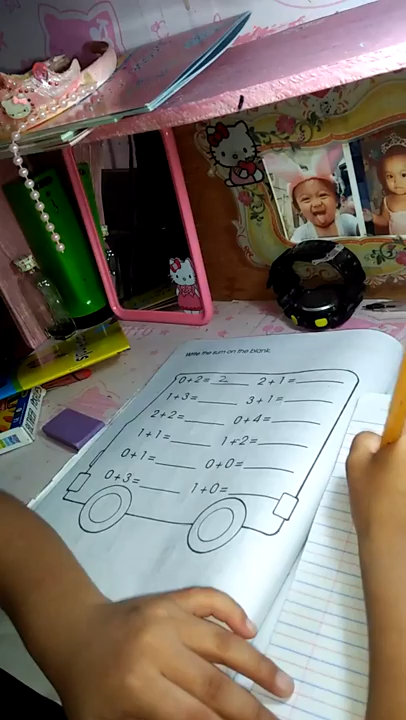 Write the sum on the blank.
0+2= 2 2+1=
1+3= 3+1=
2+2= 0+4=
1+1= 1+2=
0+1= 0+0=
0+3= 1+0=